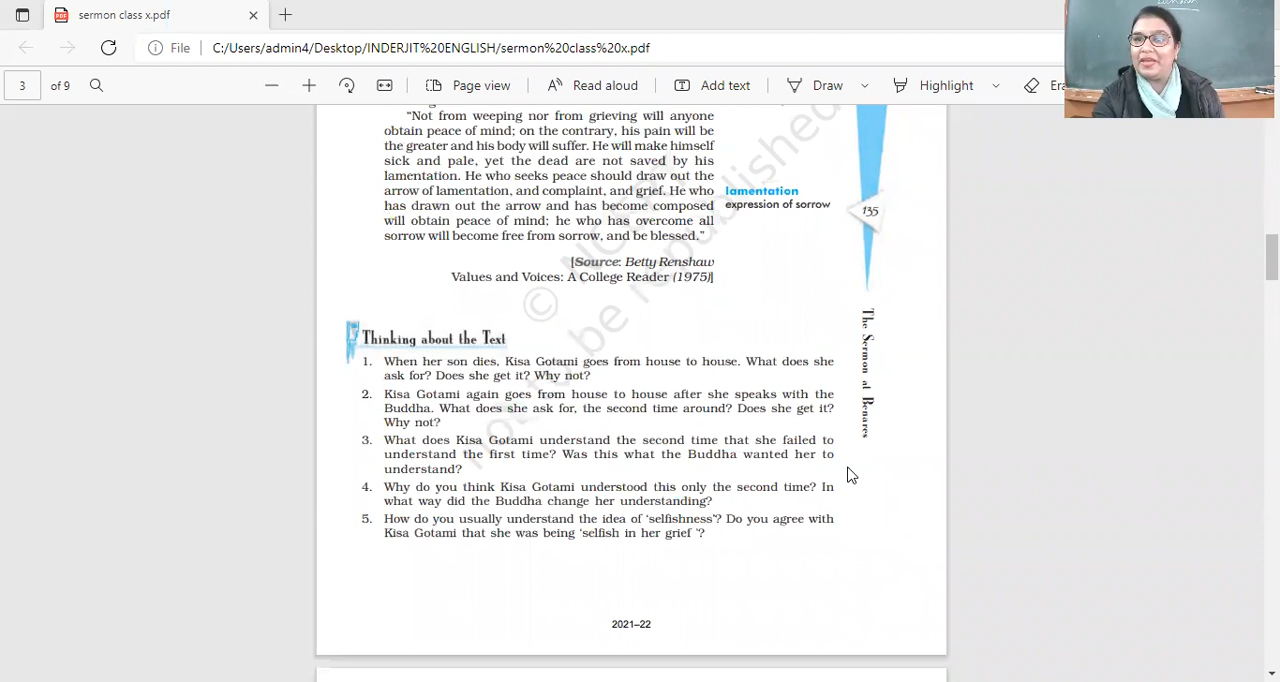 sermon class x.pdf
File
C:/Users/admin4/Desktop/INDERJIT%20ENGLISH/sermon%20class%20x.pdf
3 of 9
Page view
Read aloud
Add text
Draw
Highlight
"Not from weeping nor from grieving will anyone
obtain peace of mind; on the contrary, his pain will be
the greater and his body will suffer. He will make himself
sick and pale, yet the dead are not saved by his
lamentation. He who seeks peace should draw out the
arrow of lamentation, and complaint, and grief. He who
has drawn out the arrow and has become composed
will obtain peace of mind; he who has overcome all
sorrow will become free from sorrow, and be blessed."
lamentation
expression of sorrow
135
[Source: Betty Renshaw
Values and Voices: A College Reader (1975)]
The Sermon at Benares
Thinking about the Text
1. When her son dies, Kisa Gotami goes from house to house. What does she
ask for? Does she get it? Why not?
2. Kisa Gotami again goes from house to house after she speaks with the
Buddha. What does she ask for, the second time around? Does she get it?
Why not?
3. What does Kisa Gotami understand the second time that she failed to
understand the first time? Was this what the Buddha wanted her to
understand?
4. Why do you think Kisa Gotami understood this only the second time? In
what way did the Buddha change her understanding?
5. How do you usually understand the idea of 'selfishness'? Do you agree with
Kisa Gotami that she was being 'selfish in her grief '?
not to be republished
2021–22